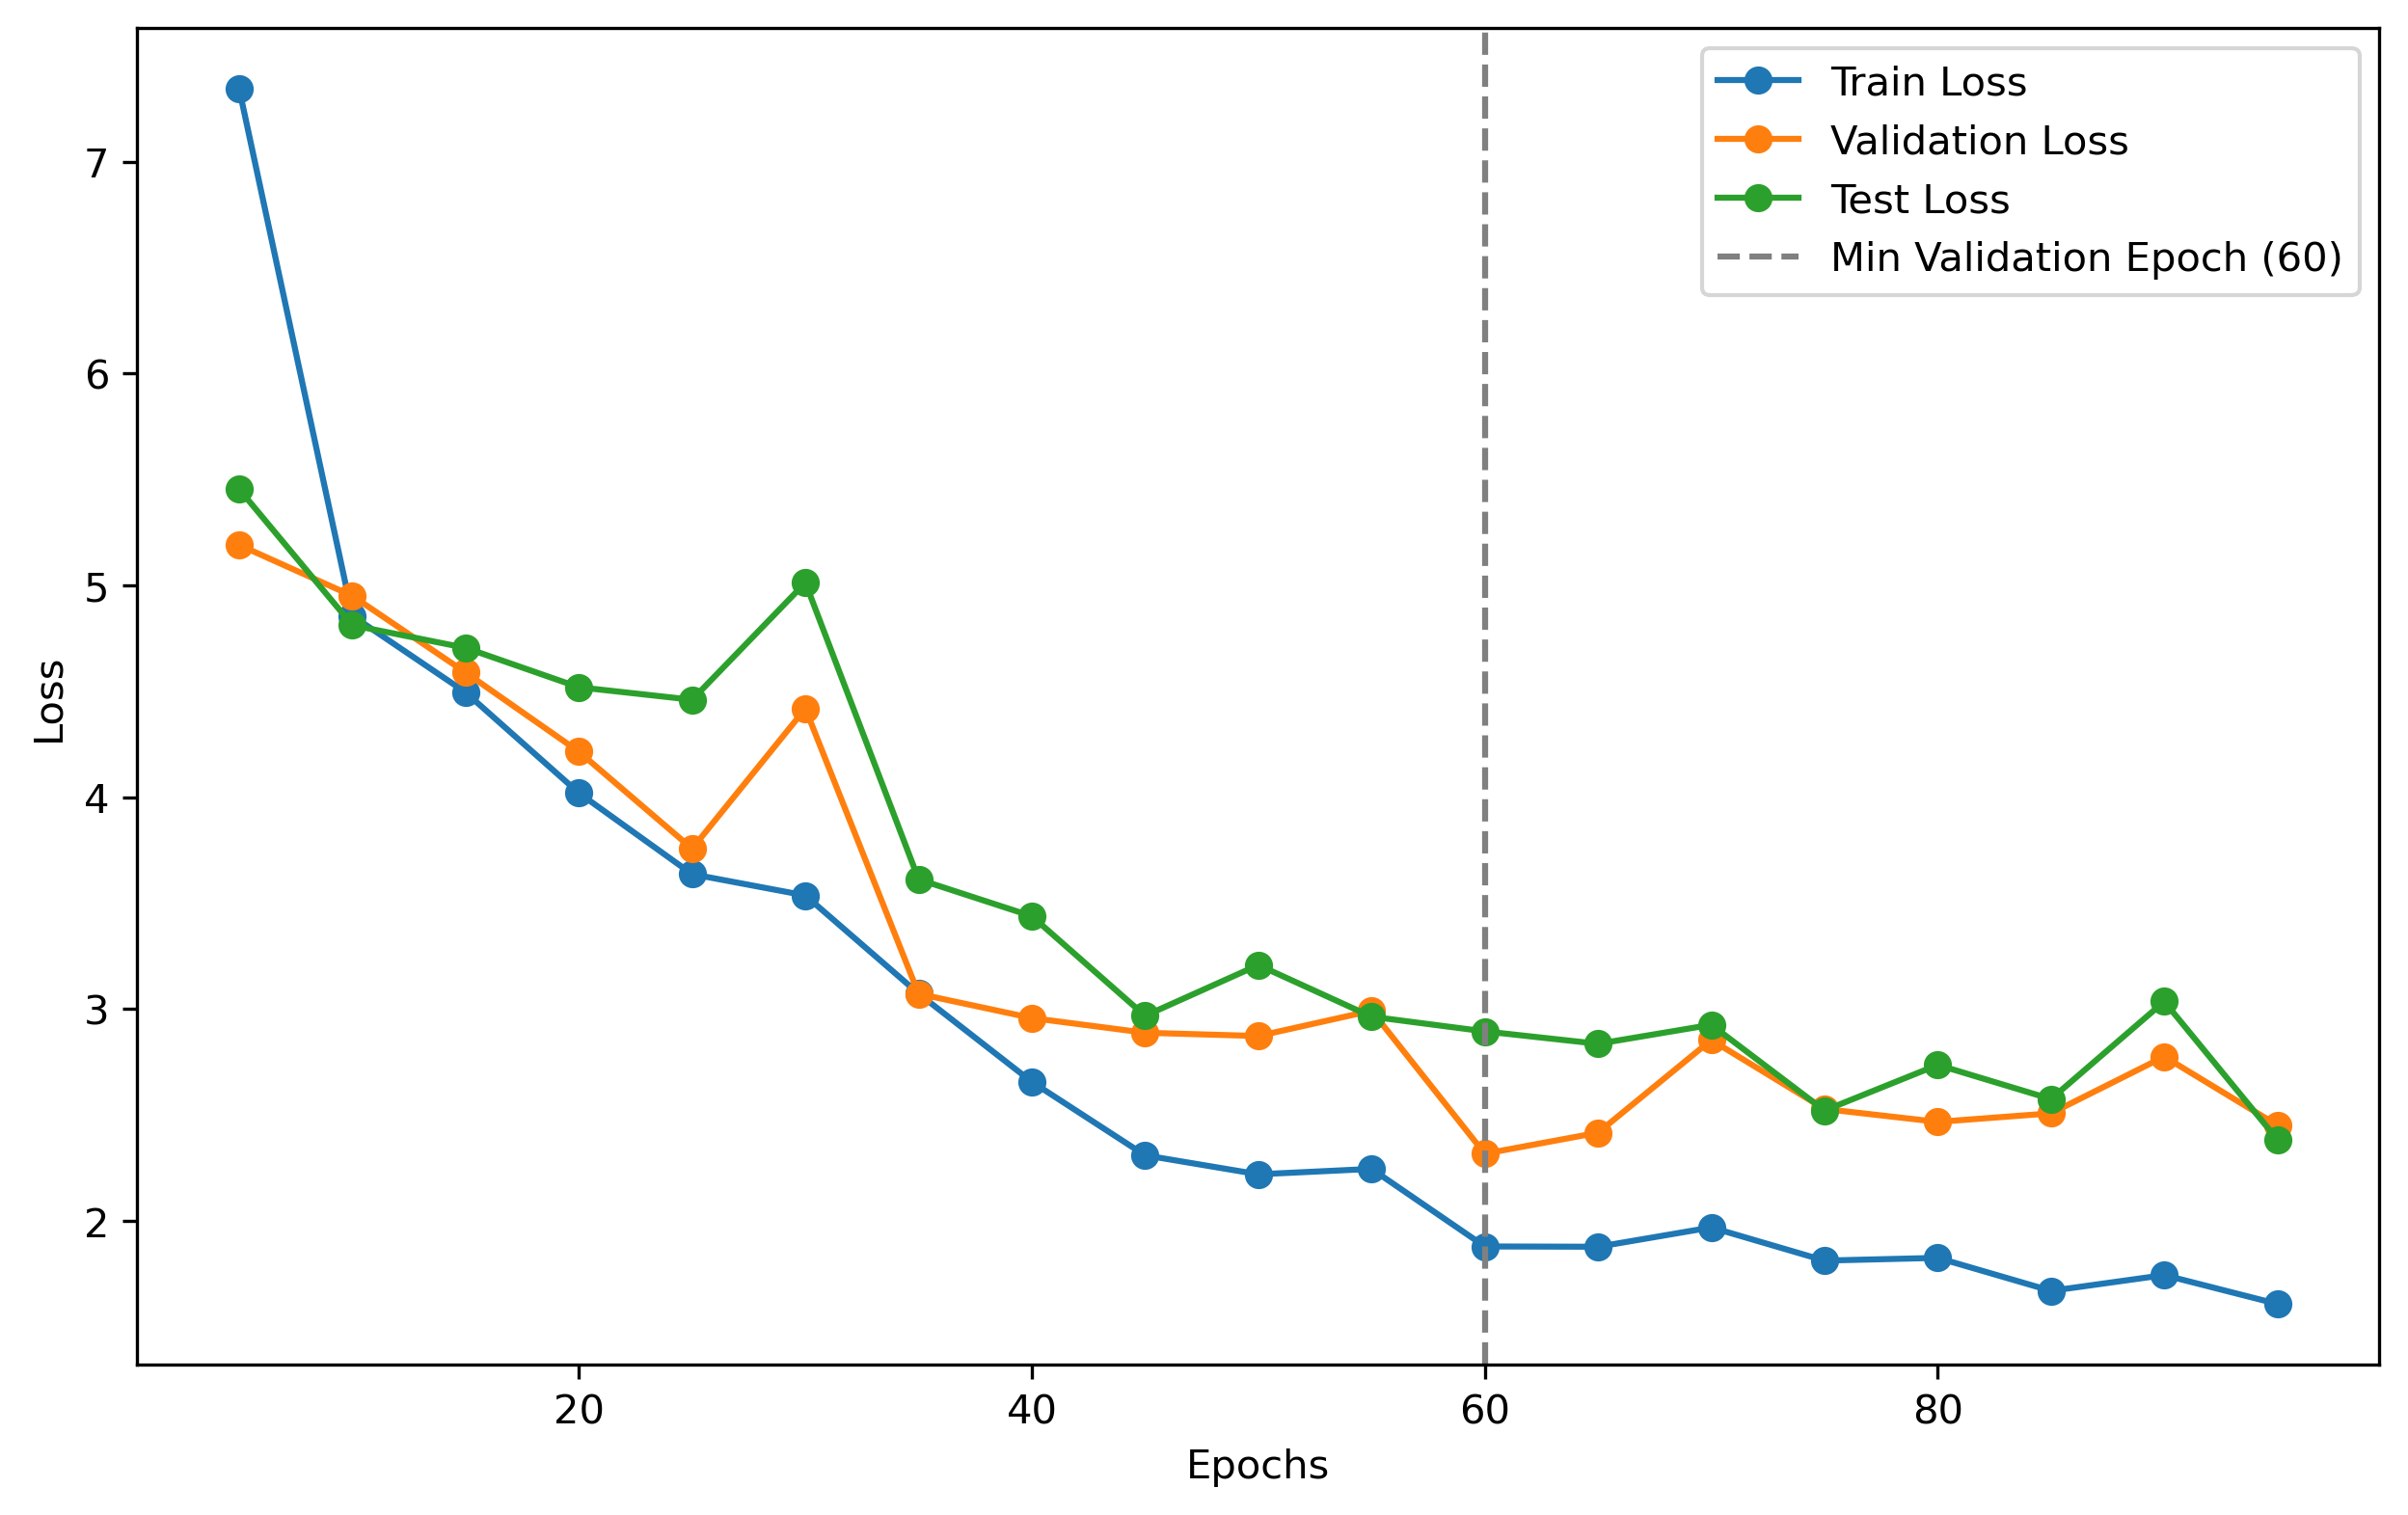 Train Loss
Validation Loss
Test Loss
Min Validation Epoch (60)
7
6
5
4
3
2
Loss
20 40 60 80
Epochs